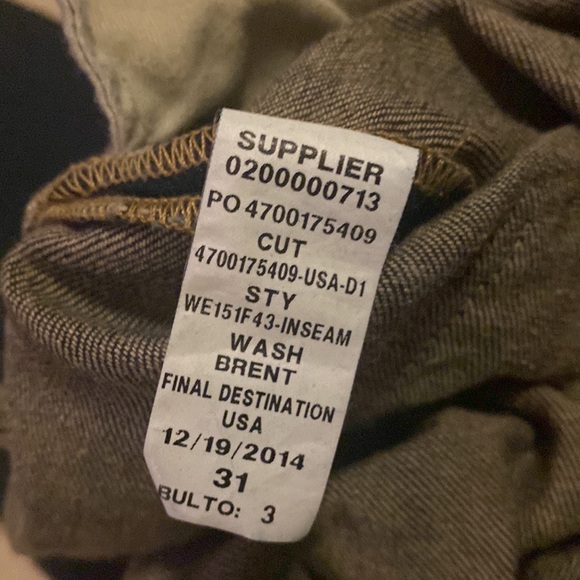 SUPPLIER
0200000713
PO 4700175409
CUT
4700175409-USA-D1
STY
WE151F43-INSEAM
WASH
BRENT
FINAL DESTINATION
USA
12/19/2014
31
BULTO: 3